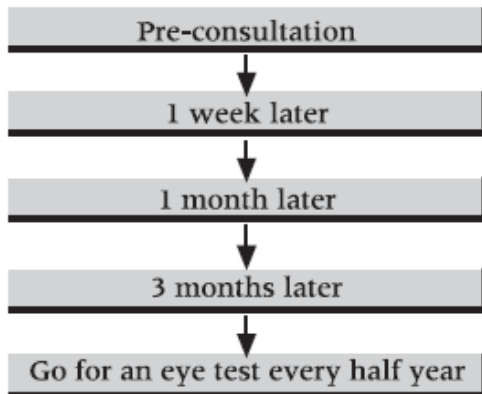 Pre-consultation
1 week later
1 month later
3 months later
Go for an eye test every half year